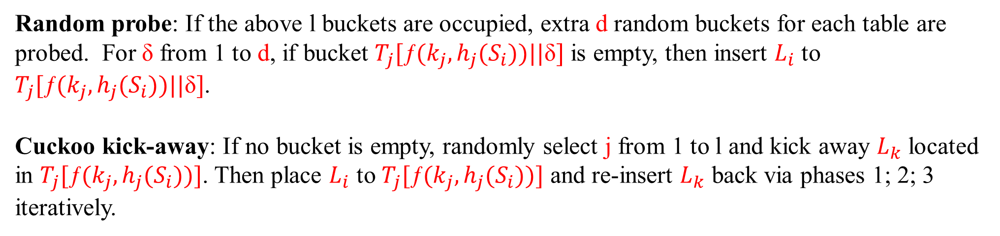 Random probe: If the above l buckets are occupied, extra d random buckets for each table are
probed. For δ from 1 to d, if bucket T_j[f(k_j, h_j(S_i))||δ] is empty, then insert L_i to
T_j[f(k_j, h_j(S_i))||δ].
Cuckoo kick-away: If no bucket is empty, randomly select j from 1 to l and kick away L_k located
in T_j[f(k_j, h_j(S_i))]. Then place L_i to T_j[f(k_j, h_j(S_i))] and re-insert L_k back via phases 1; 2; 3
iteratively.